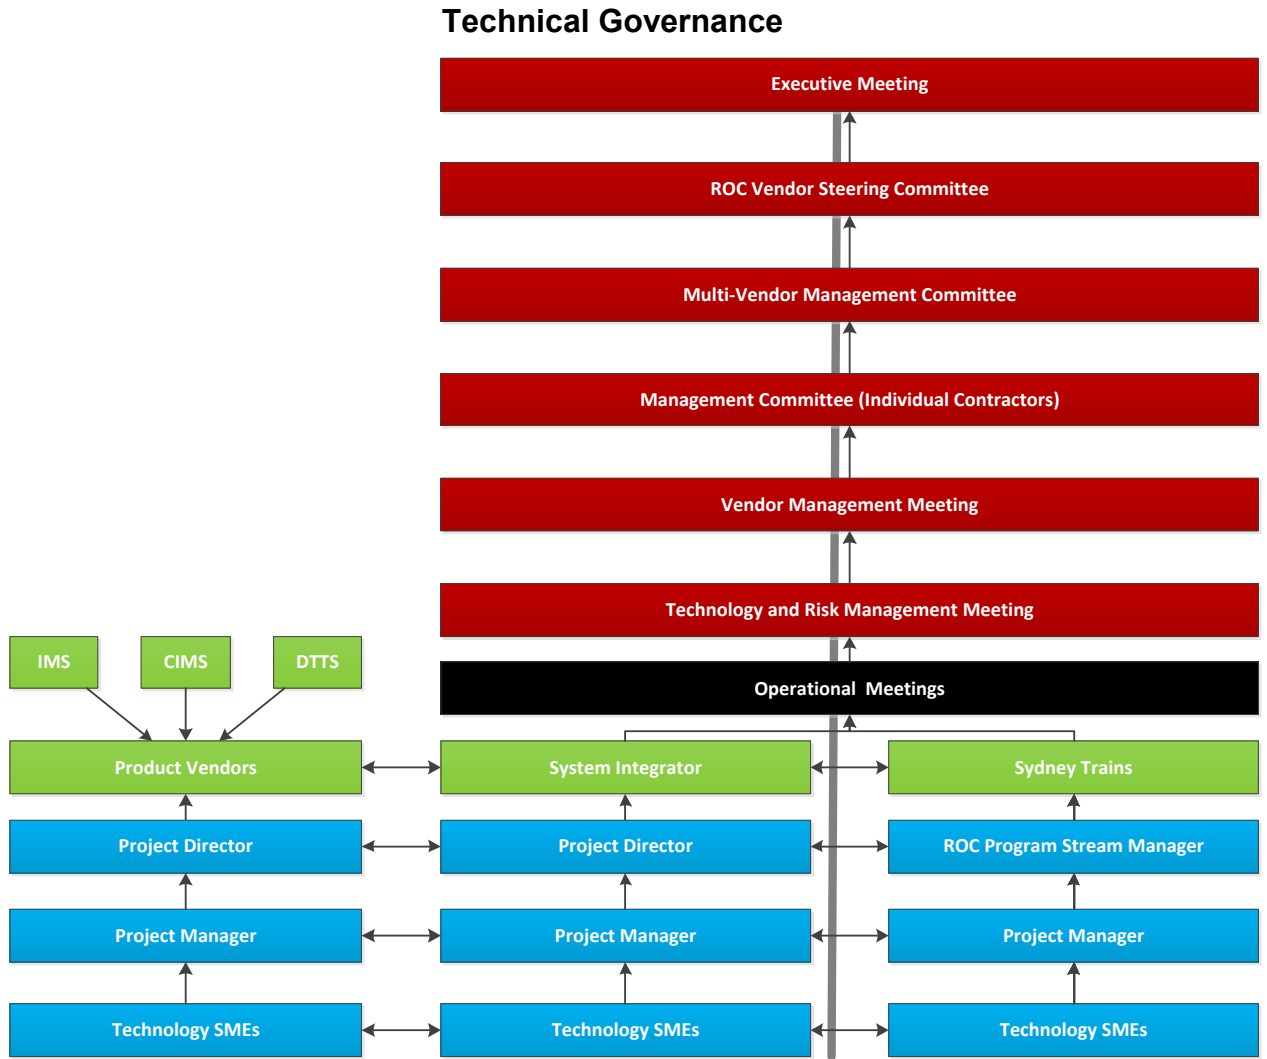 Technical Governance
Executive Meeting
ROC Vendor Steering Committee
Multi-Vendor Management Committee
Management Committee (Individual Contractors)
Vendor Management Meeting
Technology and Risk Management Meeting
IMS
CIMS
DTTS
Operational Meetings
Product Vendors
System Integrator
Sydney Trains
Project Director
Project Director
ROC Program Stream Manager
Project Manager
Project Manager
Project Manager
Technology SMEs
Technology SMEs
Technology SMEs